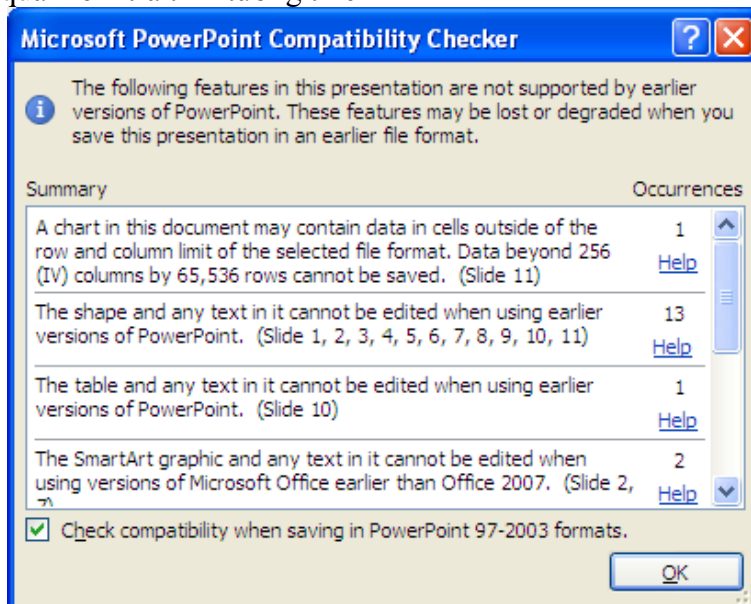 Microsoft PowerPoint Compatibility Checker
The following features in this presentation are not supported by earlier
versions of PowerPoint. These features may be lost or degraded when you
save this presentation in an earlier file format.
Summary Occurrences
A chart in this document may contain data in cells outside of the 1
row and column limit of the selected file format. Data beyond 256
(IV) columns by 65,536 rows cannot be saved. (Slide 11) Help
The shape and any text in it cannot be edited when using earlier 13
versions of PowerPoint. (Slide 1, 2, 3, 4, 5, 6, 7, 8, 9, 10, 11)
Help
The table and any text in it cannot be edited when using earlier 1
versions of PowerPoint. (Slide 10)
Help
The SmartArt graphic and any text in it cannot be edited when 2
using versions of Microsoft Office earlier than Office 2007. (Slide 2,
7) Help
Check compatibility when saving in PowerPoint 97-2003 formats.
OK